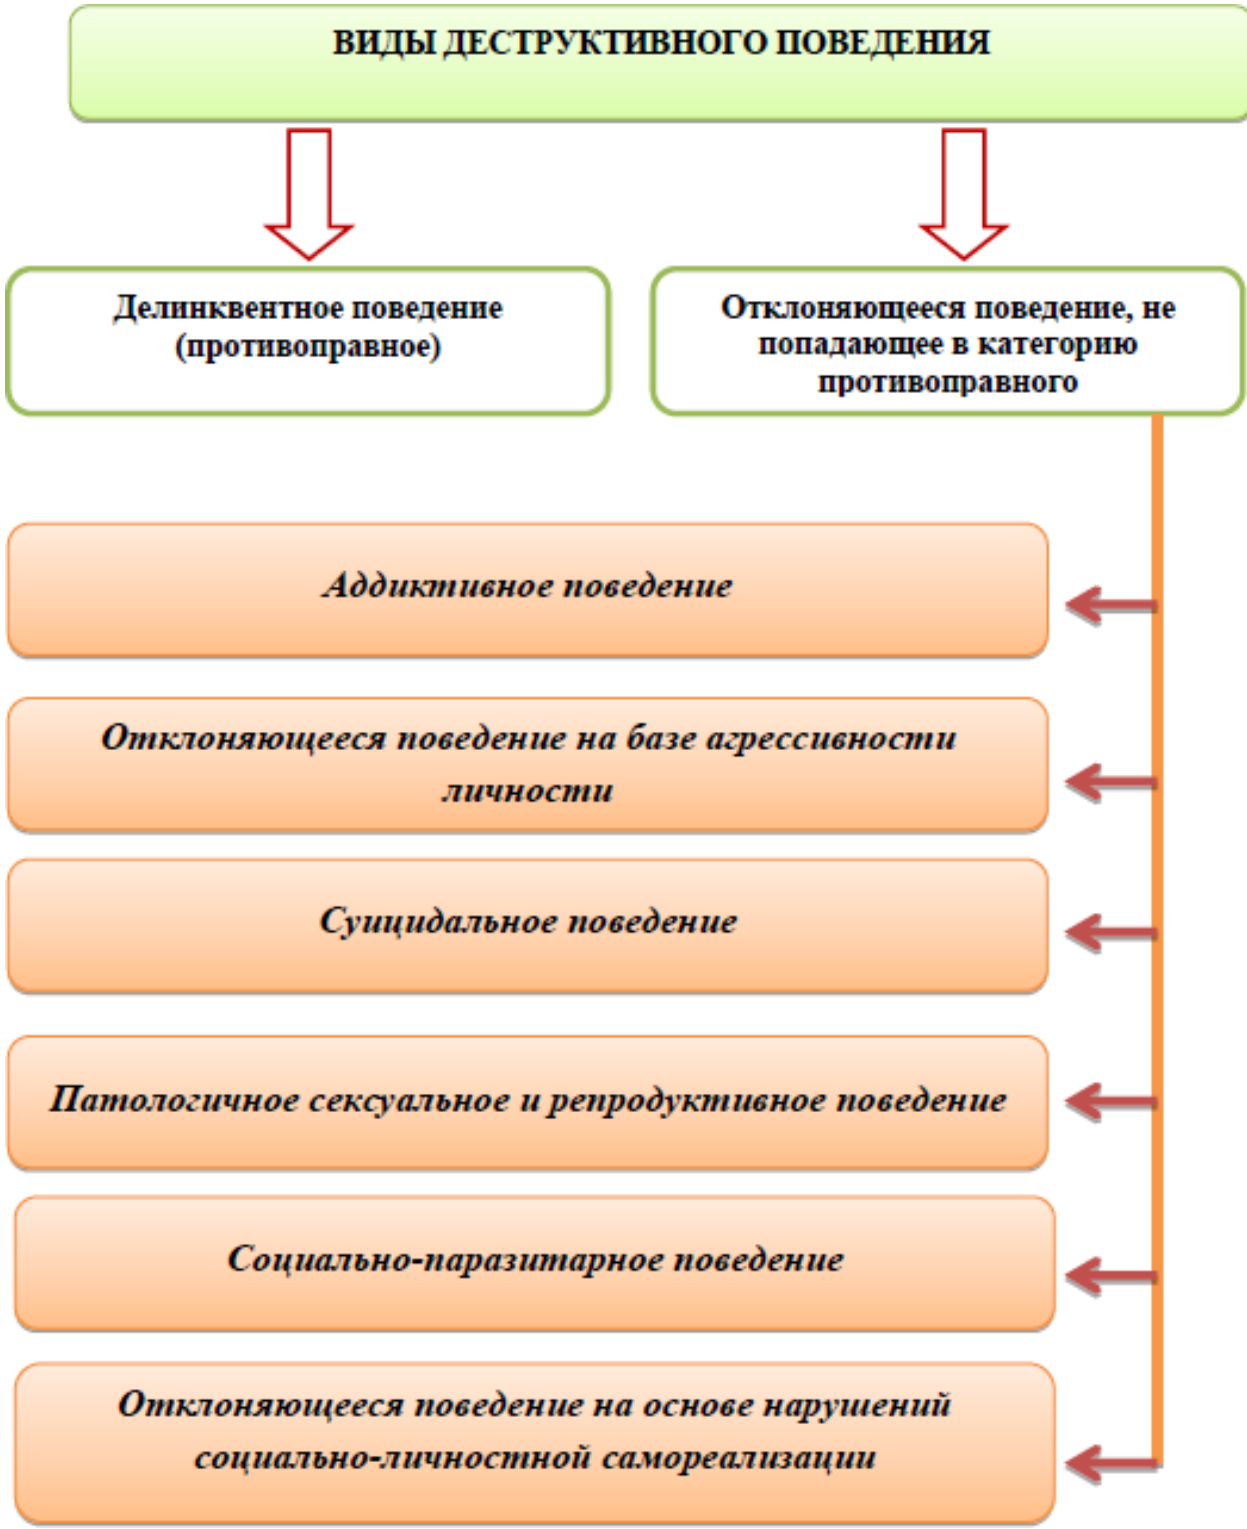 ВИДЫ ДЕСТРУКТИВНОГО ПОВЕДЕНИЯ
Делинквентное поведение
(противоправное)
Отклоняющееся поведение, не
попадающее в категорию
противоправного
Аддиктивное поведение
Отклоняющееся поведение на базе агрессивности
личности
Суицидальное поведение
Патологичное сексуальное и репродуктивное поведение
Социально-паразитарное поведение
Отклоняющееся поведение на основе нарушений
социально-личностной самореализации